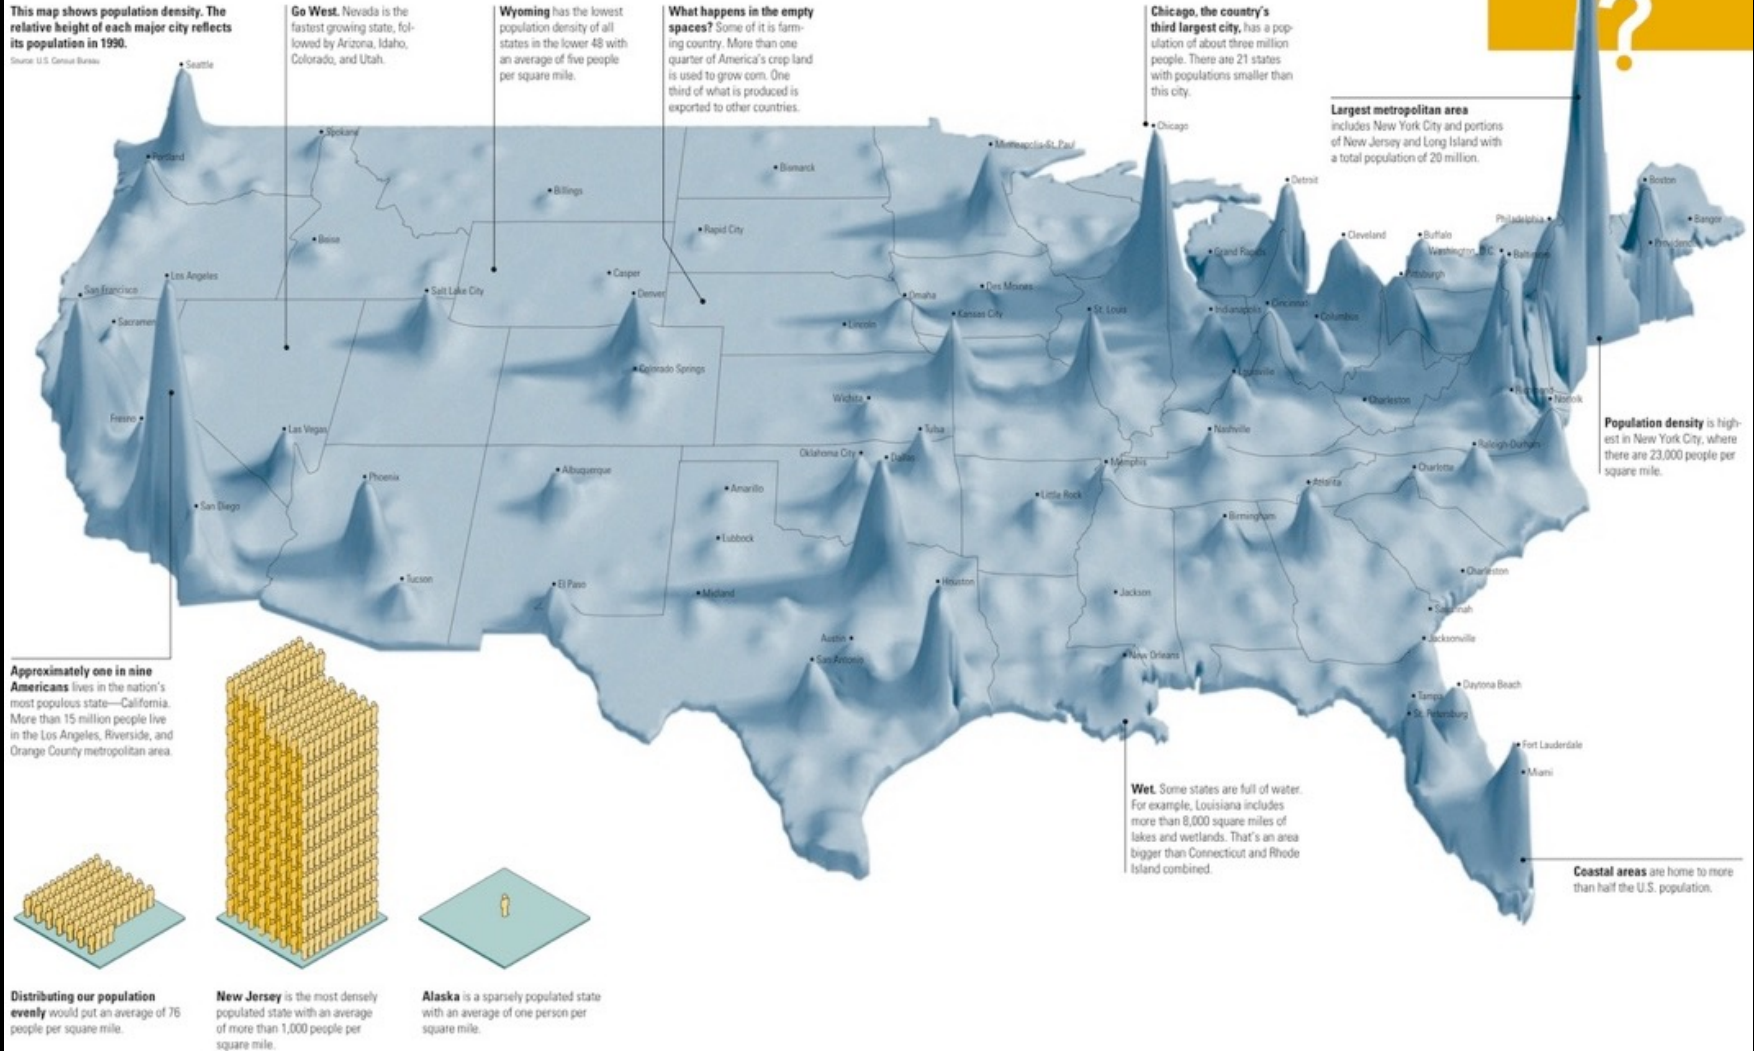 This map shows population density. The
relative height of each major city reflects
its population in 1990.
Source: U.S. Census Bureau
Go West. Nevada is the
fastest growing state, fol-
lowed by Arizona, Idaho,
Colorado, and Utah.
Wyoming has the lowest
population density of all
states in the lower 48 with
an average of five people
per square mile.
What happens in the empty
spaces? Some of it is farm-
ing country. More than one
quarter of America's crop land
is used to grow corn. One
third of what is produced is
exported to other countries.
Chicago, the country's
third largest city, has a pop-
ulation of about three million
people. There are 21 states
with populations smaller than
this city.
?
Largest metropolitan area
includes New York City and portions
of New Jersey and Long Island with
a total population of 20 million.
Seattle
Spokane
Portland
Billings
Bismarck
Minneapolis-St. Paul
Chicago
Detroit
Boston
Bangor
Providence
Philadelphia
Boise
Rapid City
Grand Rapids
Cleveland
Buffalo
Washington, D.C.
Baltimore
Pittsburgh
San Francisco
Los Angeles
Salt Lake City
Casper
Denver
Omaha
Des Moines
Sacramen
Lincoln
Kansas City
St. Louis
Indianapolis
Cincinnati
Columbus
Colorado Springs
Louisville
Wichita
Charleston
Richmond
Norfolk
Fresno
Las Vegas
Tulsa
Nashville
Raleigh-Durham
Oklahoma City
Dallas
Phoenix
Albuquerque
Memphis
Charlotte
Amarillo
Little Rock
Atlanta
San Diego
Birmingham
Lubbock
Tucson
El Paso
Midland
Houston
Jackson
Charleston
Savannah
Austin
San Antonio
New Orleans
Jacksonville
Daytona Beach
Tampa
St. Petersburg
Fort Lauderdale
Miami
Population density is high-
est in New York City, where
there are 23,000 people per
square mile.
Approximately one in nine
Americans lives in the nation's
most populous state—California.
More than 15 million people live
in the Los Angeles, Riverside, and
Orange County metropolitan area.
Wet. Some states are full of water.
For example, Louisiana includes
more than 8,000 square miles of
lakes and wetlands. That's an area
bigger than Connecticut and Rhode
Island combined.
Coastal areas are home to more
than half the U.S. population.
Distributing our population
evenly would put an average of 76
people per square mile.
New Jersey is the most densely
populated state with an average
of more than 1,000 people per
square mile.
Alaska is a sparsely populated state
with an average of one person per
square mile.